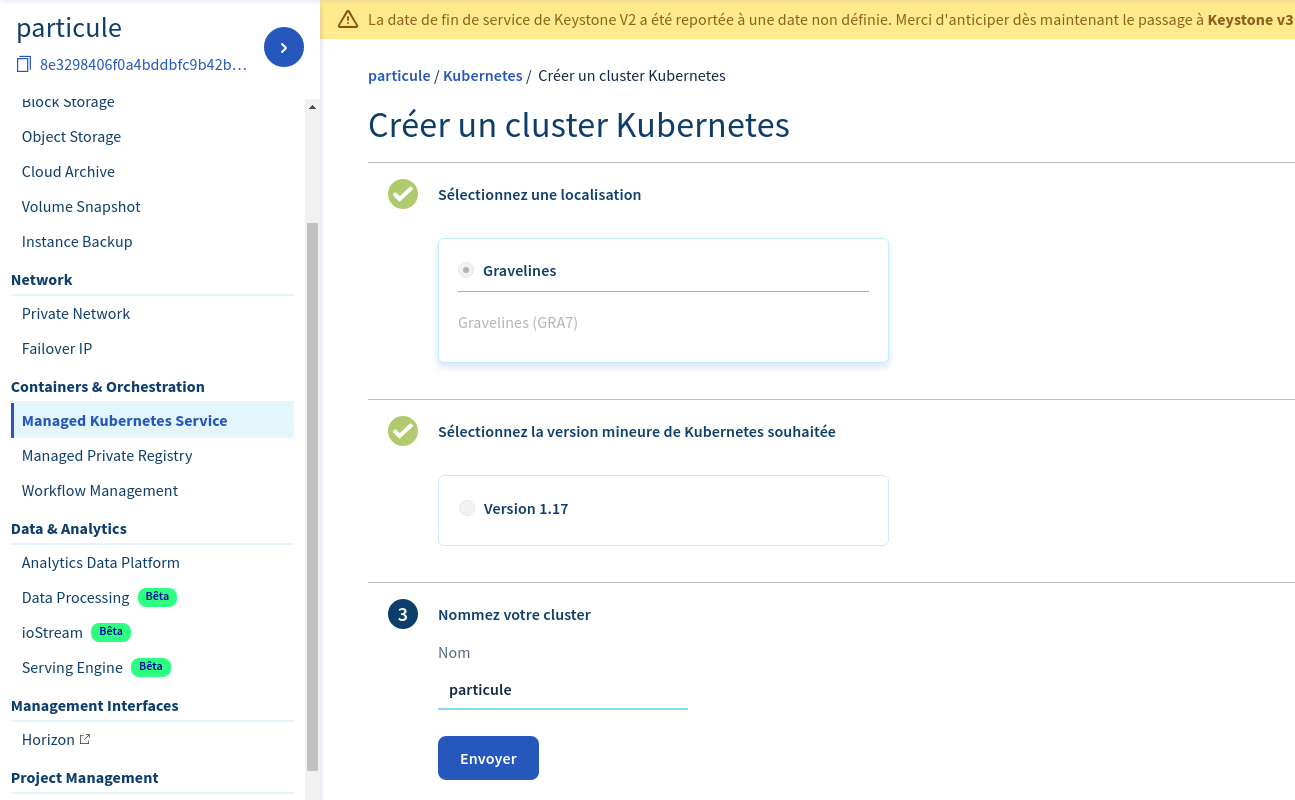 particule
8e3298406f0a4bddbfc9b42b…
Block Storage
Object Storage
Cloud Archive
Volume Snapshot
Instance Backup
Network
Private Network
Failover IP
Containers & Orchestration
Managed Kubernetes Service
Managed Private Registry
Workflow Management
Data & Analytics
Analytics Data Platform
Data Processing Bêta
ioStream Bêta
Serving Engine Bêta
Management Interfaces
Horizon
Project Management
La date de fin de service de Keystone V2 a été reportée à une date non définie. Merci d'anticiper dès maintenant le passage à Keystone v3
particule / Kubernetes / Créer un cluster Kubernetes
Créer un cluster Kubernetes
Sélectionnez une localisation
Gravelines
Gravelines (GRA7)
Sélectionnez la version mineure de Kubernetes souhaitée
Version 1.17
3 Nommez votre cluster
Nom
particule
Envoyer